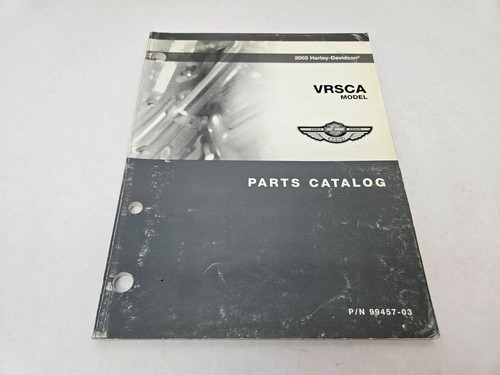 2003 Harley-Davidson®
VRSCA
MODEL
PARTS CATALOG
P/N 99457-03